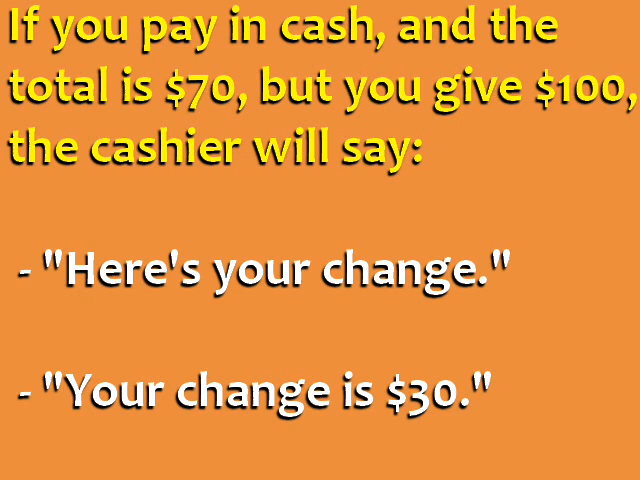 If you pay in cash, and the
total is $70, but you give $100,
the cashier will say:
- "Here's your change."
- "Your change is $30."